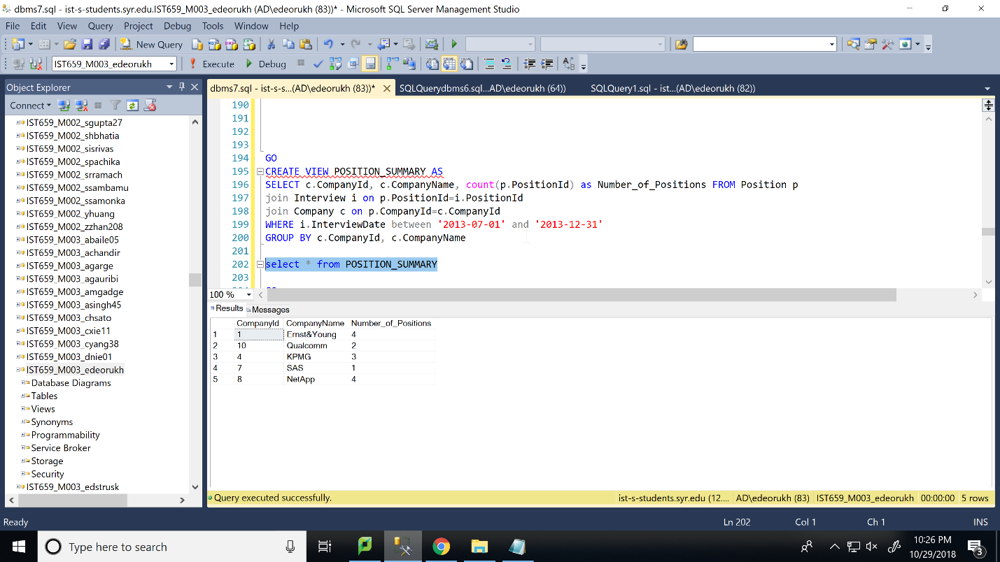 dbms7.sql - ist-s-students.syr.edu.IST659_M003_edeorukh (AD\edeorukh (83))* - Microsoft SQL Server Management Studio
File Edit View Query Project Debug Tools Window Help
New Query
IST659_M003_edeorukh Execute Debug
Object Explorer
Connect
IST659_M002_sgupta27
IST659_M002_shbhatia
IST659_M002_sisrivas
IST659_M002_spachika
IST659_M002_srramach
IST659_M002_ssambamu
IST659_M002_ssamonka
IST659_M002_yhuang
IST659_M002_zzhan208
IST659_M003_abaile05
IST659_M003_achandir
IST659_M003_agarge
IST659_M003_agauribi
IST659_M003_amgadge
IST659_M003_asingh45
IST659_M003_chsato
IST659_M003_cxie11
IST659_M003_cyang38
IST659_M003_dnie01
IST659_M003_edeorukh
Database Diagrams
Tables
Views
Synonyms
Programmability
Service Broker
Storage
Security
IST659_M003_edstrusk
dbms7.sql - ist-s-s...(AD\edeorukh (83))* SQLQuerydbms6.sql...AD\edeorukh (64)) SQLQuery1.sql - ist...(AD\edeorukh (82))
190
191
192
193
194 GO
195 CREATE VIEW POSITION_SUMMARY AS
196 SELECT c.CompanyId, c.CompanyName, count(p.PositionId) as Number_of_Positions FROM Position p
197 join Interview i on p.PositionId=i.PositionId
198 join Company c on p.CompanyId=c.CompanyId
199 WHERE i.InterviewDate between '2013-07-01' and '2013-12-31'
200 GROUP BY c.CompanyId, c.CompanyName
201
202 select * from POSITION_SUMMARY
203
100 %
Results Messages
CompanyId CompanyName Number_of_Positions
1 1 Ernst&Young 4
2 10 Qualcomm 2
3 4 KPMG 3
4 7 SAS 1
5 8 NetApp 4
Query executed successfully. ist-s-students.syr.edu (12.... AD\edeorukh (83) IST659_M003_edeorukh 00:00:00 5 rows
Ready Ln 202 Col 1 Ch 1 INS
Type here to search
10:26 PM
10/29/2018
3